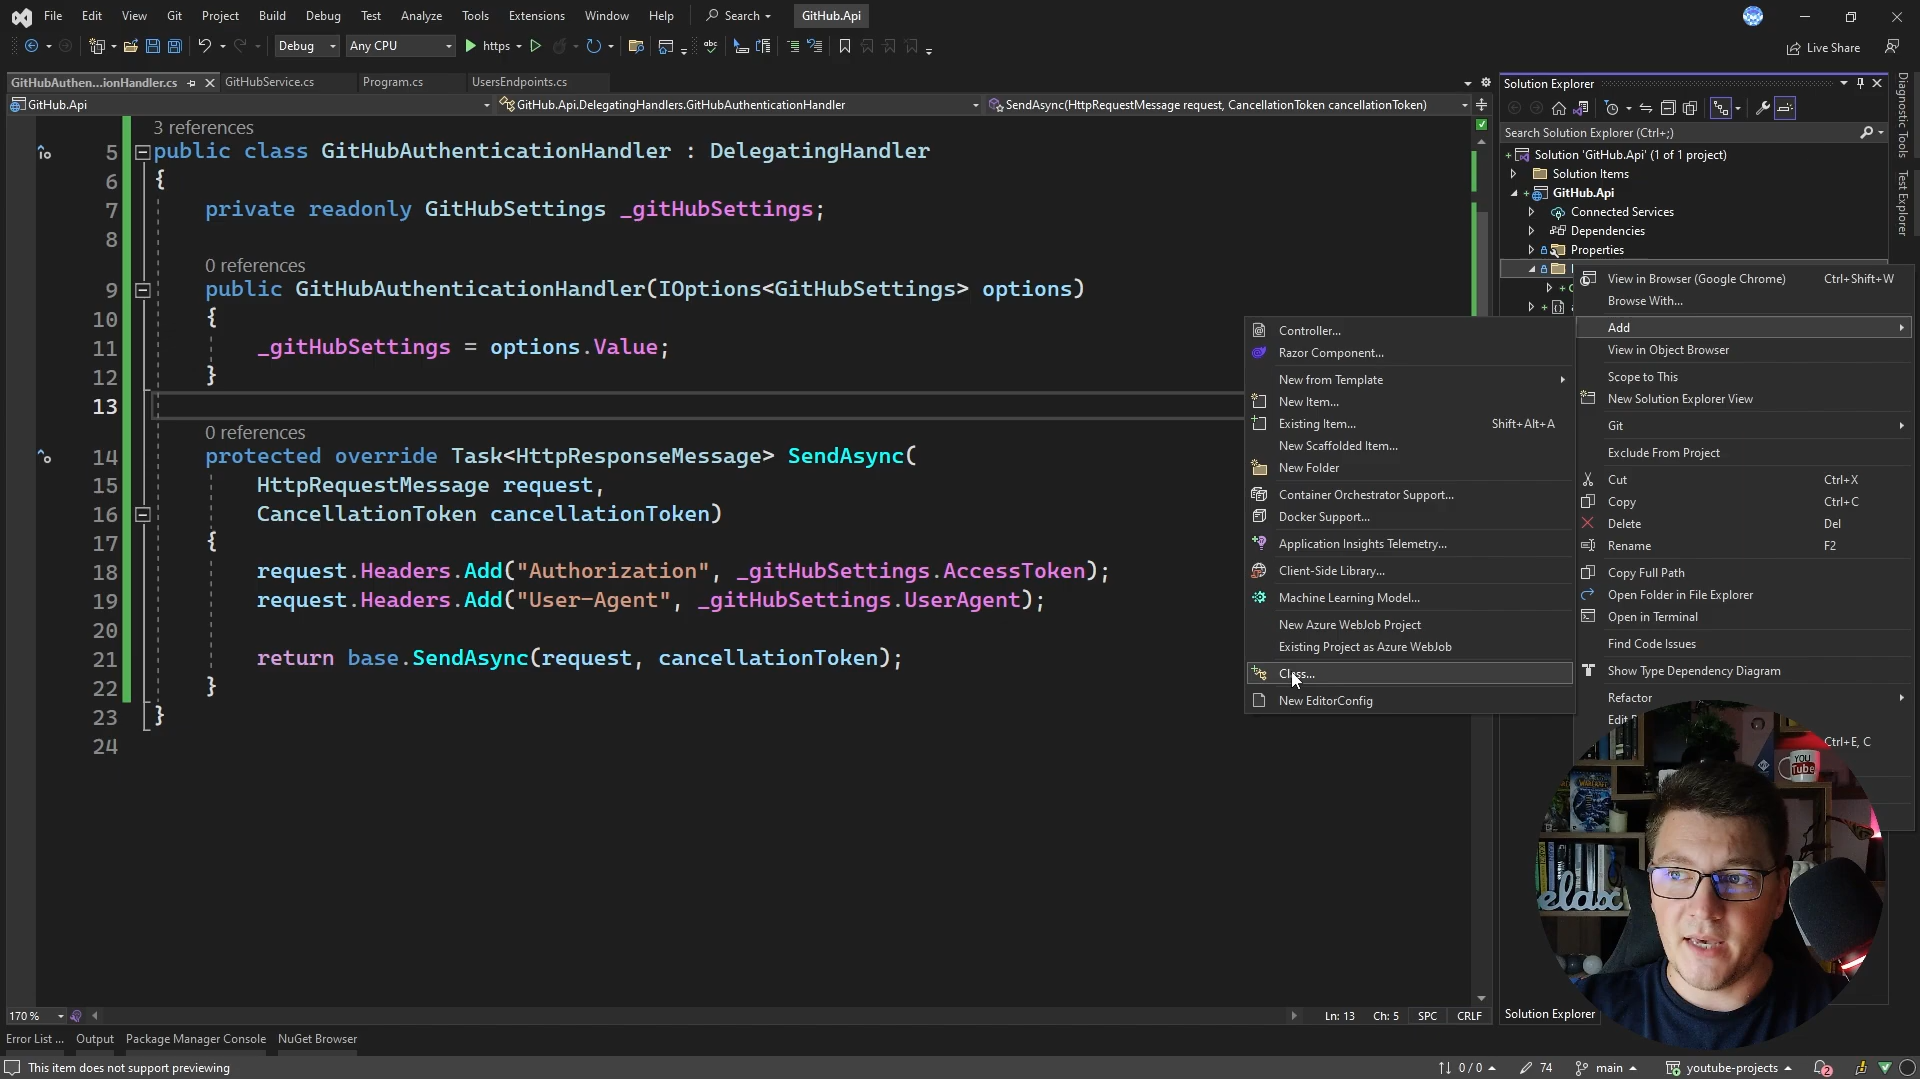 File Edit View Git Project Build Debug Test Analyze Tools Extensions Window Help Search GitHub.Api
Debug Any CPU https Live Share
GitHubAuthen...ionHandler.cs GitHubService.cs Program.cs UsersEndpoints.cs
GitHub.Api GitHub.Api.DelegatingHandlers.GitHubAuthenticationHandler SendAsync(HttpRequestMessage request, CancellationToken cancellationToken)
3 references
5 public class GitHubAuthenticationHandler : DelegatingHandler
6 {
7 private readonly GitHubSettings _gitHubSettings;
8
0 references
9 public GitHubAuthenticationHandler(IOptions<GitHubSettings> options)
10 {
11 _gitHubSettings = options.Value;
12 }
13
0 references
14 protected override Task<HttpResponseMessage> SendAsync(
15 HttpRequestMessage request,
16 CancellationToken cancellationToken)
17 {
18 request.Headers.Add("Authorization", _gitHubSettings.AccessToken);
19 request.Headers.Add("User-Agent", _gitHubSettings.UserAgent);
20
21 return base.SendAsync(request, cancellationToken);
22 }
23 }
24
Controller...
Razor Component...
New from Template
New Item...
Existing Item... Shift+Alt+A
New Scaffolded Item...
New Folder
Container Orchestrator Support...
Docker Support...
Application Insights Telemetry...
Client-Side Library...
Machine Learning Model...
New Azure WebJob Project
Existing Project as Azure WebJob
Class...
New EditorConfig
Solution Explorer
Search Solution Explorer (Ctrl+;)
Solution 'GitHub.Api' (1 of 1 project)
Solution Items
GitHub.Api
Connected Services
Dependencies
Properties
View in Browser (Google Chrome) Ctrl+Shift+W
Browse With...
Add
View in Object Browser
Scope to This
New Solution Explorer View
Git
Exclude From Project
Cut Ctrl+X
Copy Ctrl+C
Delete Del
Rename F2
Copy Full Path
Open Folder in File Explorer
Open in Terminal
Find Code Issues
Show Type Dependency Diagram
Refactor
Edit
Ctrl+E, C
Diagnostic Tools
Test Explorer
YOU
Tube
relax
170 % Ln: 13 Ch: 5 SPC CRLF
Solution Explorer
Error List ... Output Package Manager Console NuGet Browser
This item does not support previewing 0 / 0 74 main youtube-projects 2